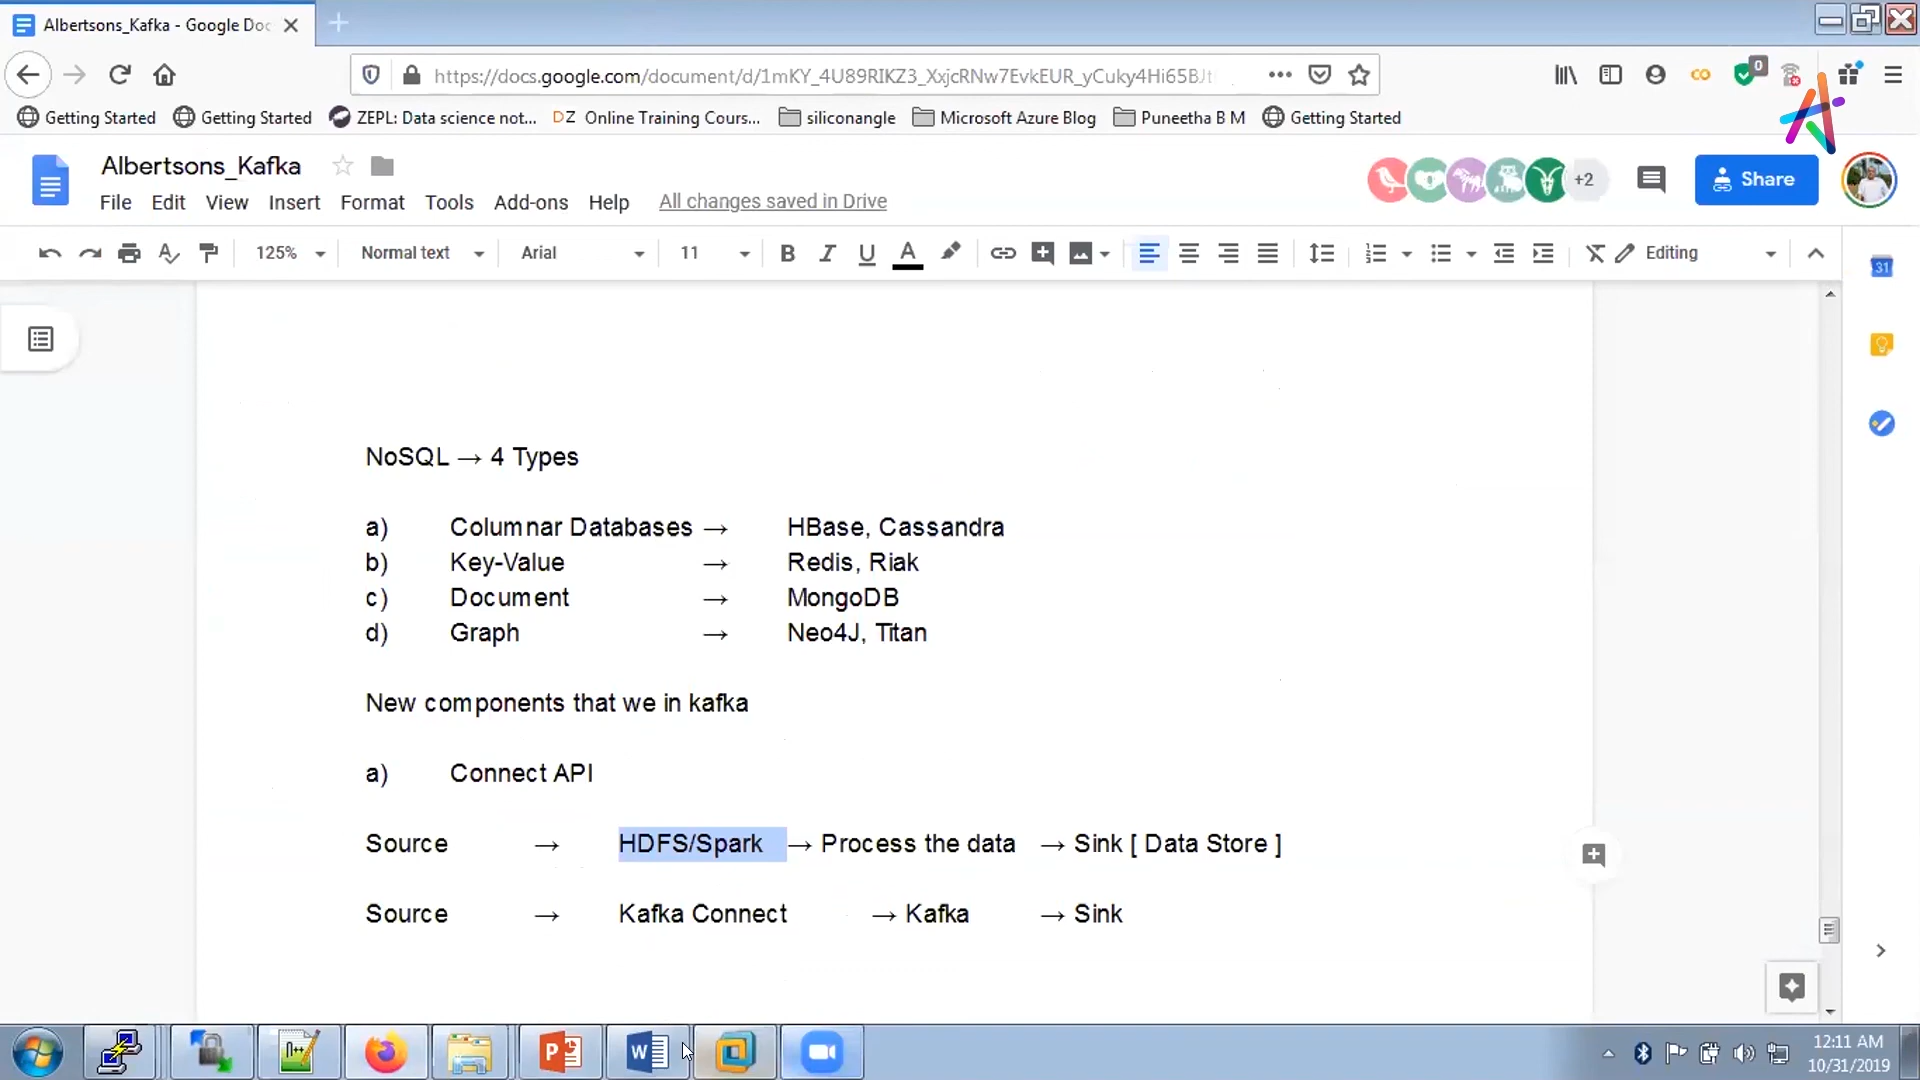 Albertsons_Kafka - Google Doc
https://docs.google.com/document/d/1mKY_4U89RIKZ3_XxjcRNw7EvkEUR_yCuky4Hi65BJt
0
Getting Started
Getting Started
ZEPL: Data science not...
DZ Online Training Cours...
siliconangle
Microsoft Azure Blog
Puneetha B M
Getting Started
Albertsons_Kafka
+2
Share
File Edit View Insert Format Tools Add-ons Help All changes saved in Drive
125% Normal text Arial 11 B I U A Editing
31
NoSQL → 4 Types
a) Columnar Databases → HBase, Cassandra
b) Key-Value → Redis, Riak
c) Document → MongoDB
d) Graph → Neo4J, Titan
New components that we in kafka
a) Connect API
Source → HDFS/Spark → Process the data → Sink [ Data Store ]
Source → Kafka Connect → Kafka → Sink
12:11 AM
10/31/2019